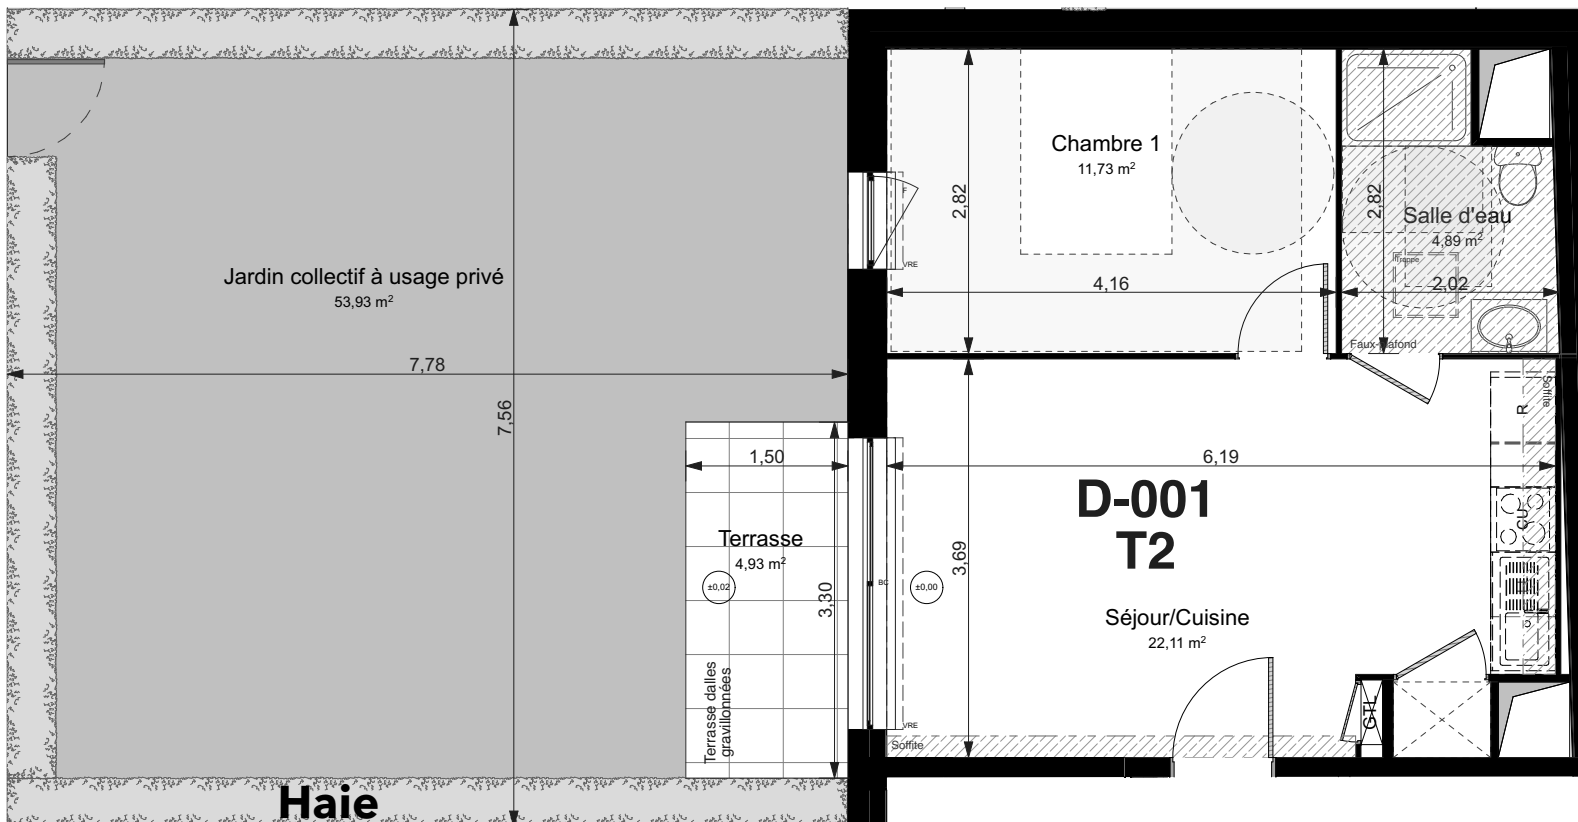 Chambre 1
11,73 m²
2,82
4,16
F
VRE
2,82
Salle d'eau
4,89 m²
Trappe
2,02
Jardin collectif à usage privé
53,93 m²
7,78
7,56
Soffite
R
1,50
6,19
D-001
T2
CU
Terrasse
4,93 m²
±0,02
3,30
BC
±0,00
3,69
Séjour/Cuisine
22,11 m²
Terrasse dalles
gravillonnées
VRE
Soffite
GTL
Haie